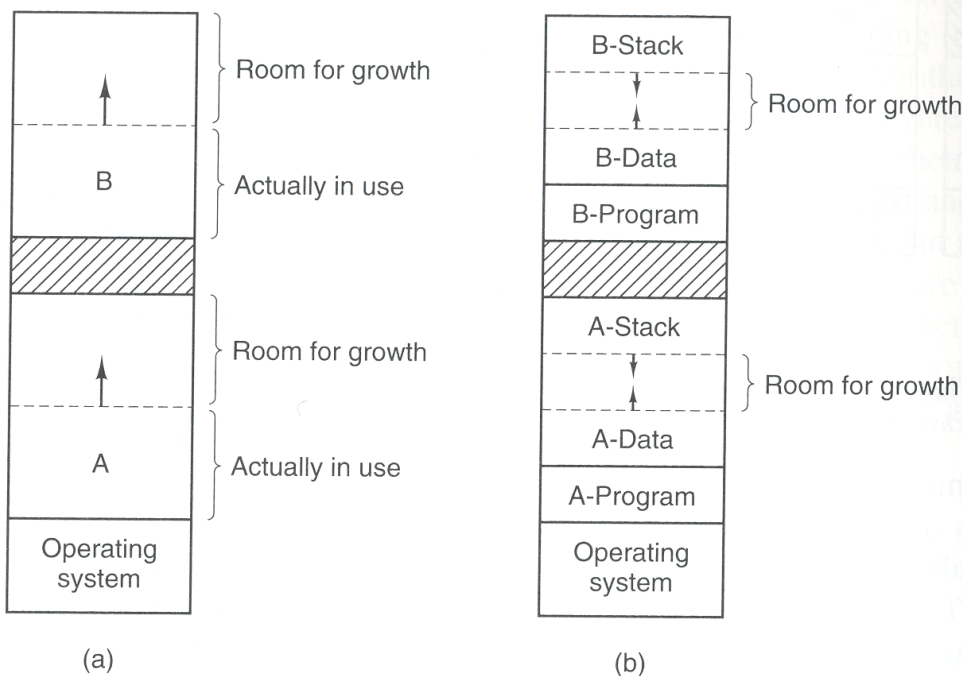 Room for growth
B
Actually in use
Room for growth
A
Actually in use
Operating
system
(a)
B-Stack
Room for growth
B-Data
B-Program
A-Stack
Room for growth
A-Data
A-Program
Operating
system
(b)